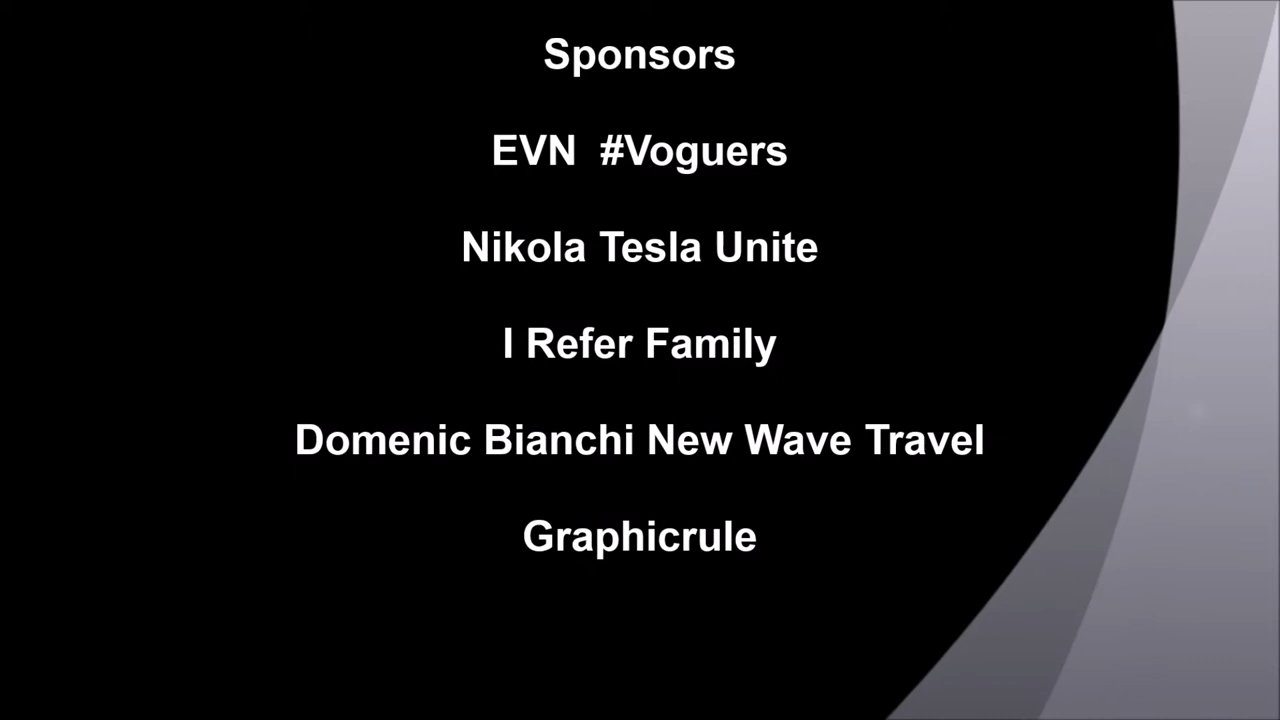 Sponsors
EVN  #Voguers
Nikola Tesla Unite
I Refer Family
Domenic Bianchi New Wave Travel
Graphicrule